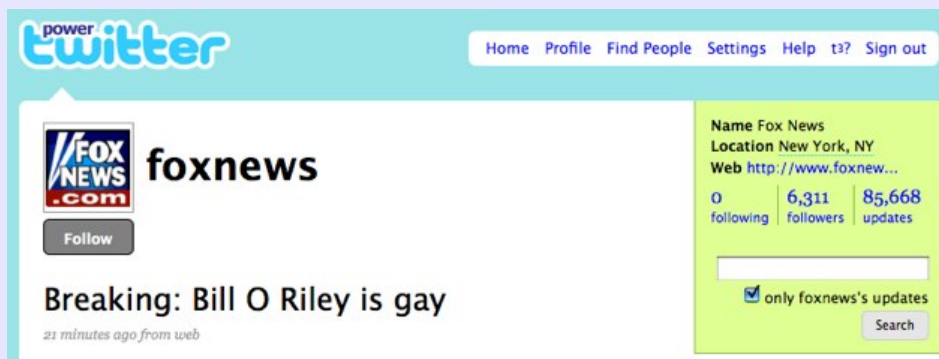 power
twitter
Home Profile Find People Settings Help t3? Sign out
FOX
NEWS
.com
foxnews
Follow
Breaking: Bill O Riley is gay
21 minutes ago from web
Name Fox News
Location New York, NY
Web http://www.foxnew...
0 6,311 85,668
following followers updates
only foxnews's updates
Search